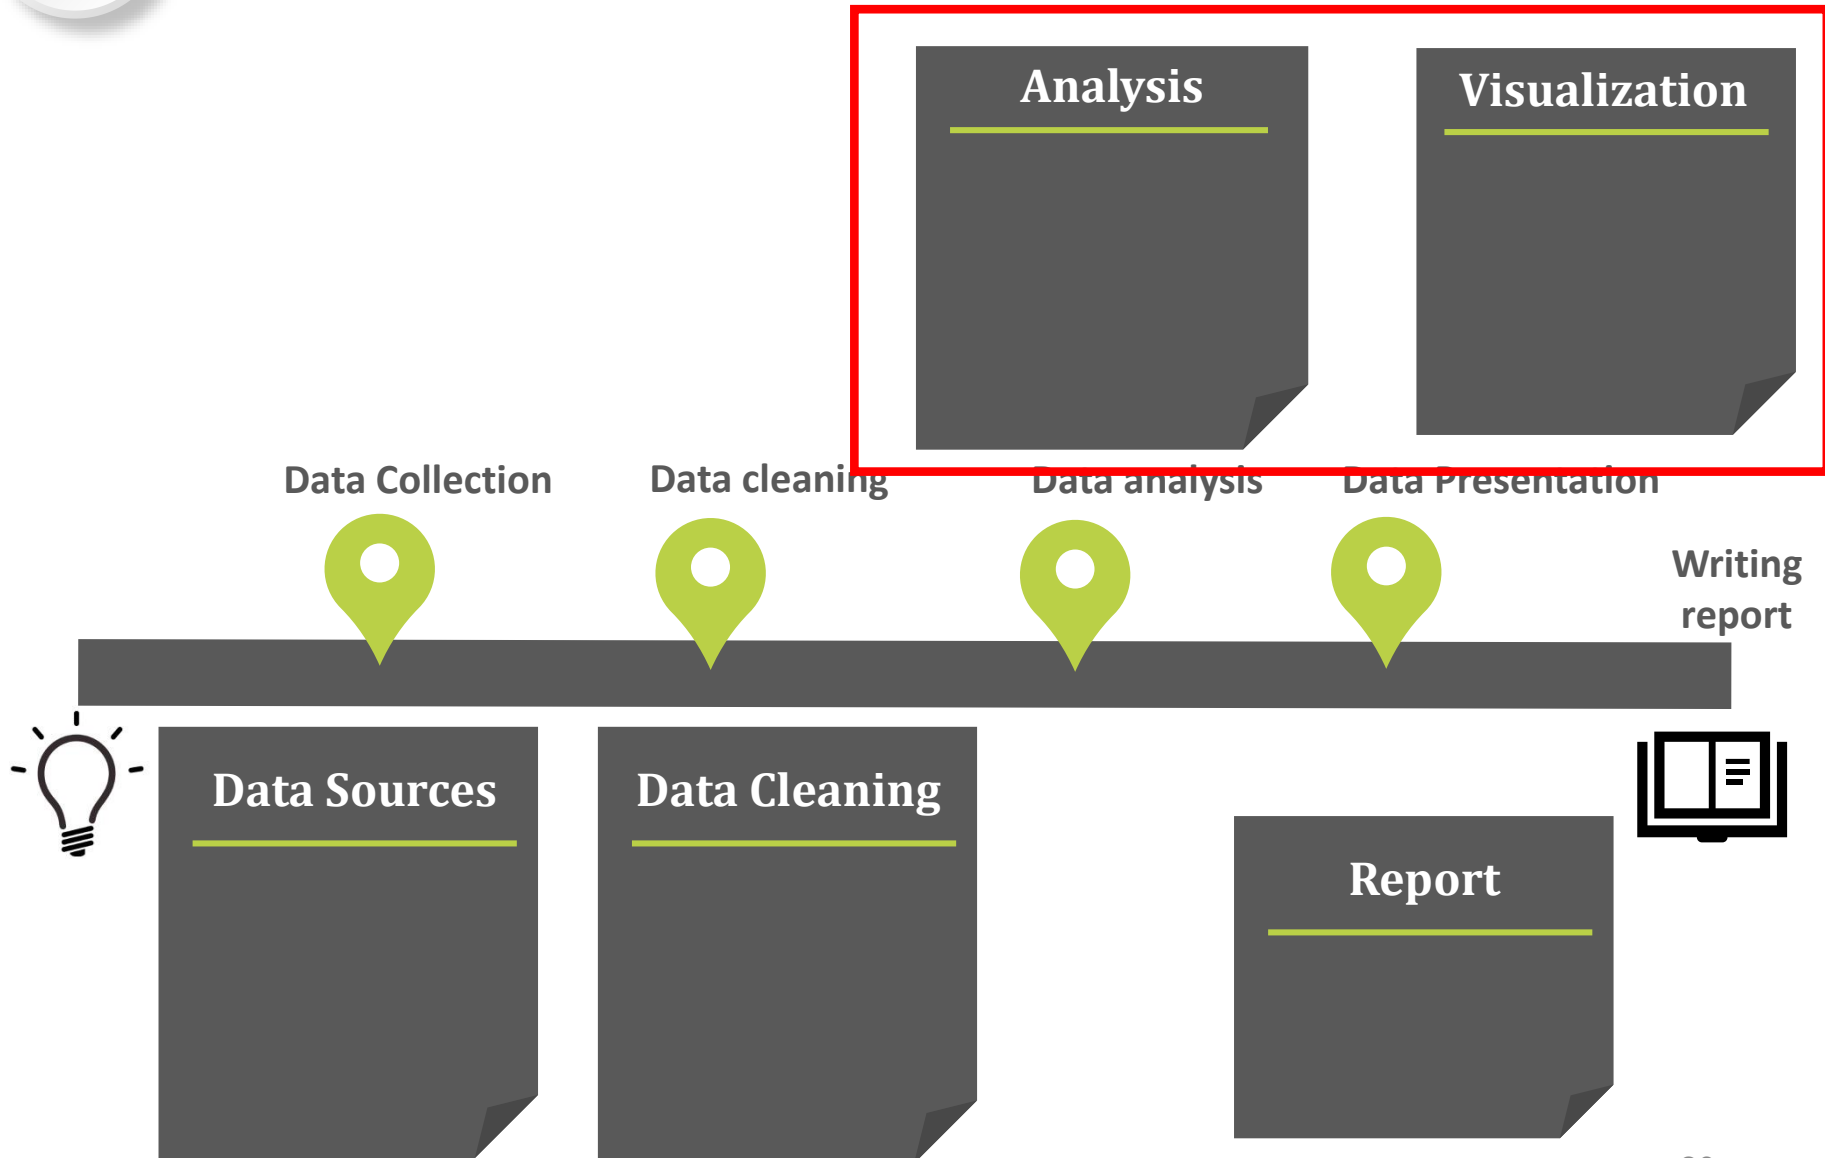 Analysis
Visualization
Data Collection
Data cleaning
Data analysis
Data Presentation
Writing
report
Data Sources
Data Cleaning
Report